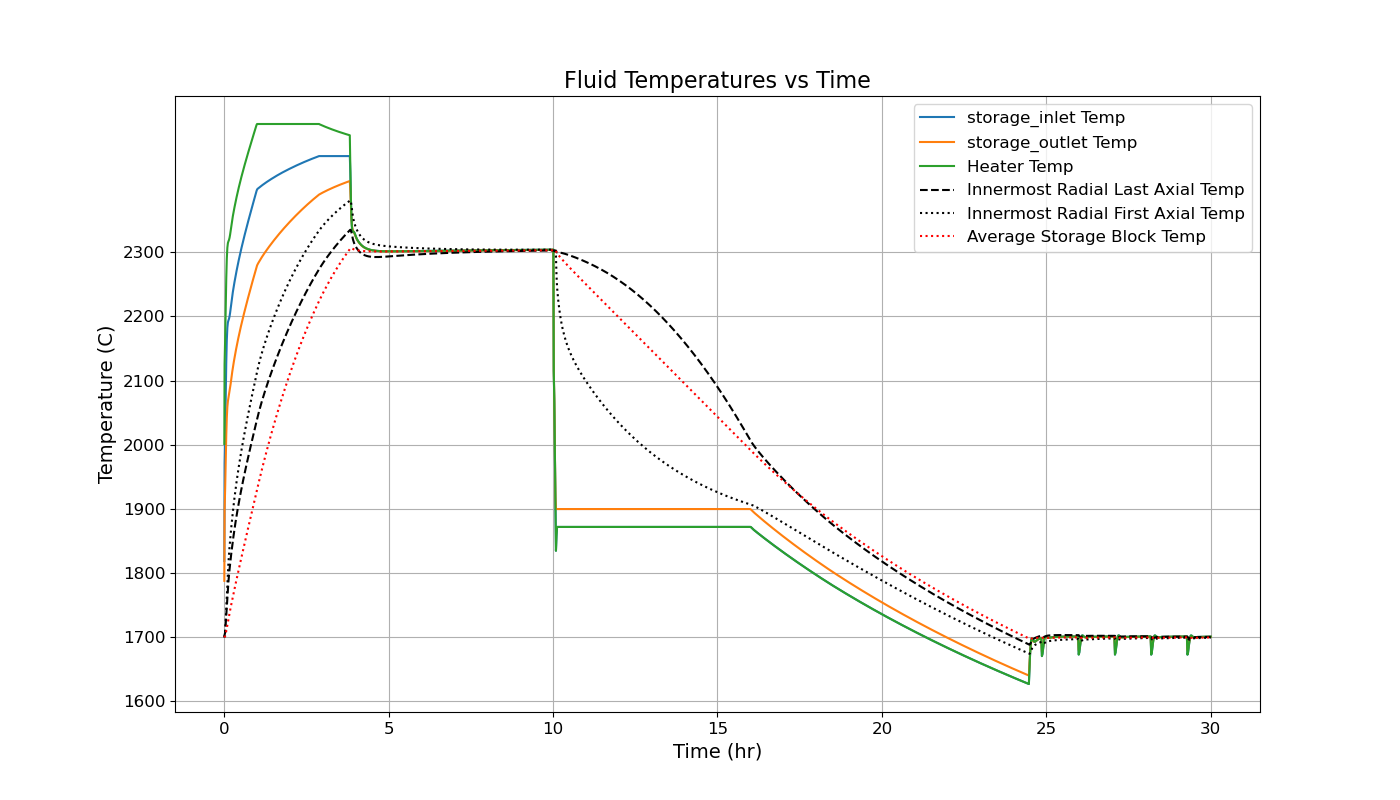 Fluid Temperatures vs Time
storage_inlet Temp
storage_outlet Temp
Heater Temp
Innermost Radial Last Axial Temp
Innermost Radial First Axial Temp
Average Storage Block Temp
Temperature (C)
2300
2200
2100
2000
1900
1800
1700
1600
0 5 10 15 20 25 30
Time (hr)